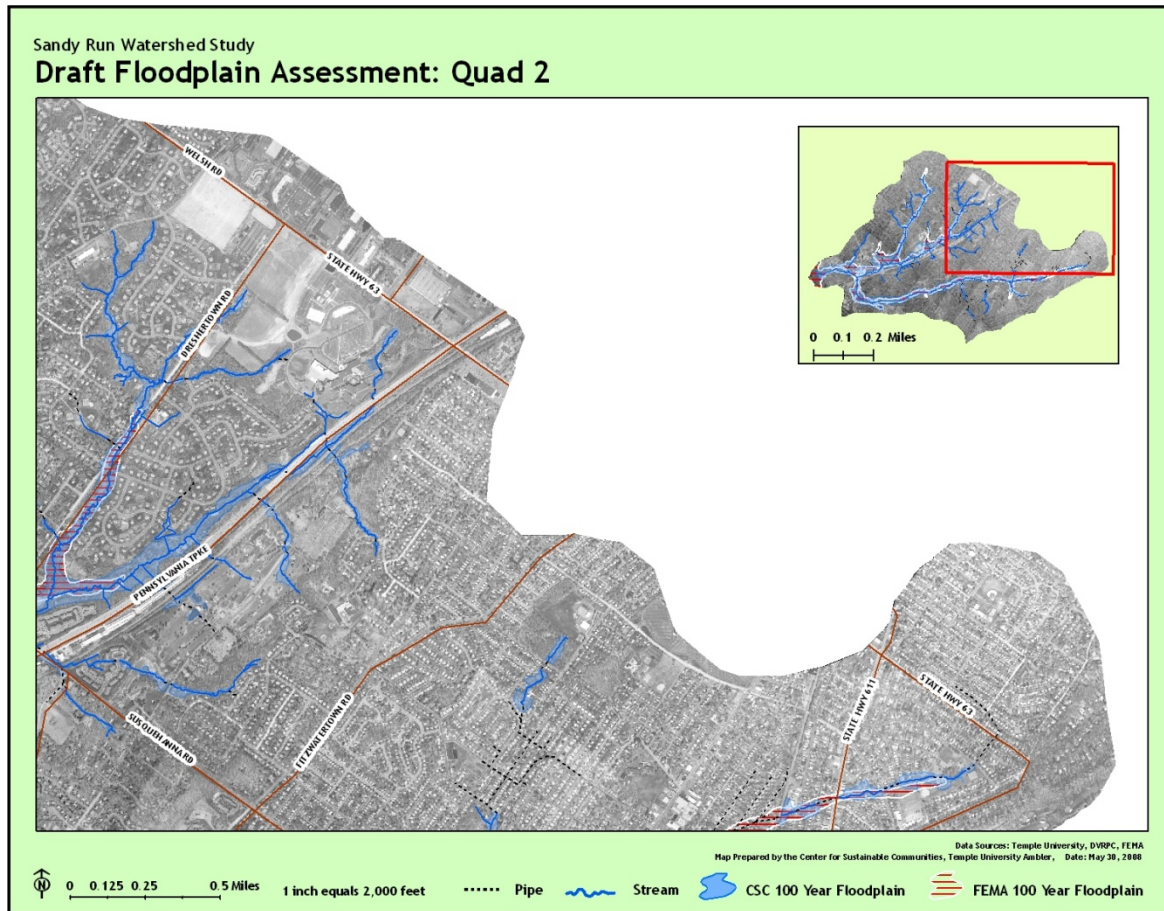 Sandy Run Watershed Study
Draft Floodplain Assessment: Quad 2
WELSH RD
STATE HWY 63
DRESHERTOWN RD
0 0.1 0.2 Miles
PENNSYLVANIA TPKE
SUSQUEHANNA RD
FITZWATERTOWN RD
STATE HWY 611
STATE HWY 63
Data Sources: Temple University, DVRPC, FEMA
Map Prepared by the Center for Sustainable Communities, Temple University Ambler, Date: May 30, 2008
N 0 0.125 0.25 0.5 Miles 1 inch equals 2,000 feet Pipe Stream CSC 100 Year Floodplain FEMA 100 Year Floodplain